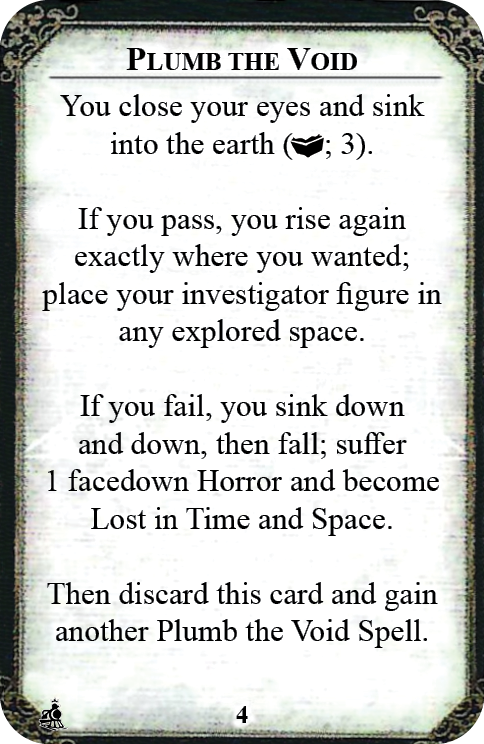 PLUMB THE VOID
You close your eyes and sink
into the earth (; 3).
If you pass, you rise again
exactly where you wanted;
place your investigator figure in
any explored space.
If you fail, you sink down
and down, then fall; suffer
1 facedown Horror and become
Lost in Time and Space.
Then discard this card and gain
another Plumb the Void Spell.
4